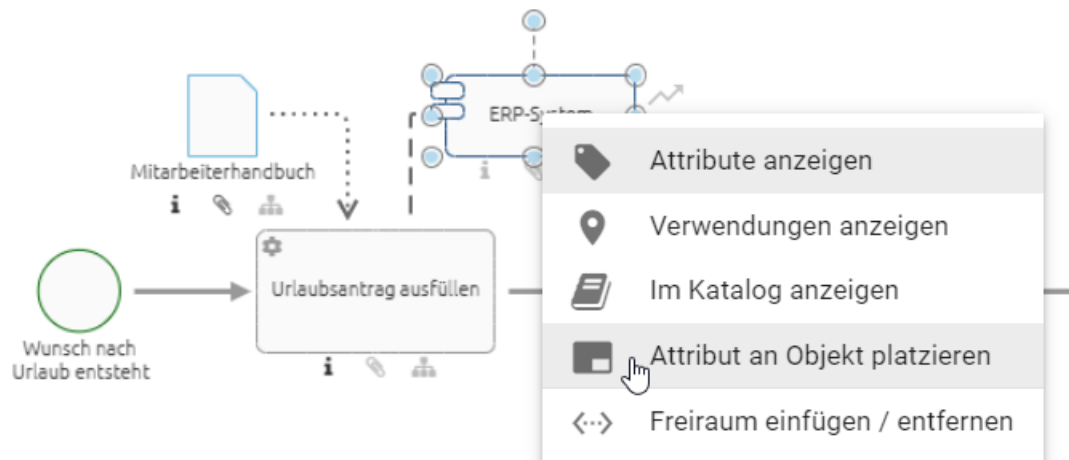 ERP-System
Mitarbeiterhandbuch
Urlaubsantrag ausfüllen
Wunsch nach
Urlaub entsteht
Attribute anzeigen
Verwendungen anzeigen
Im Katalog anzeigen
Attribut an Objekt platzieren
Freiraum einfügen / entfernen